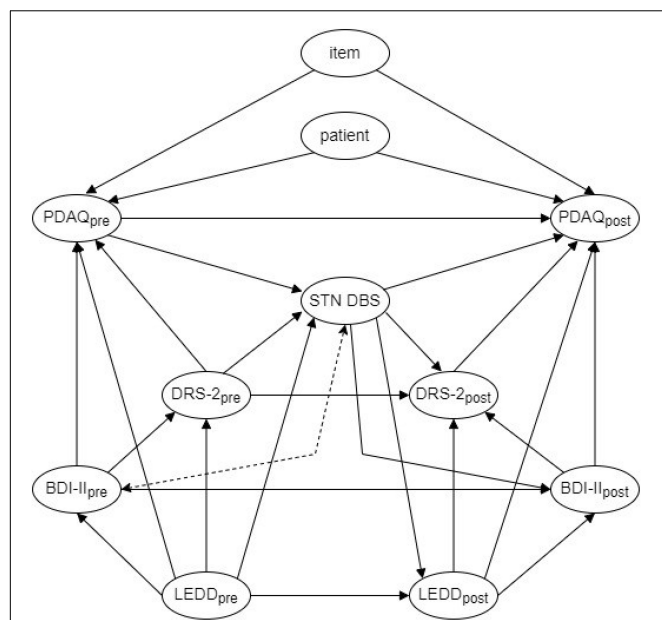 item
patient
PDAQpre
PDAQpost
STN DBS
DRS-2pre
DRS-2post
BDI-IIpre
BDI-IIpost
LEDDpre
LEDDpost